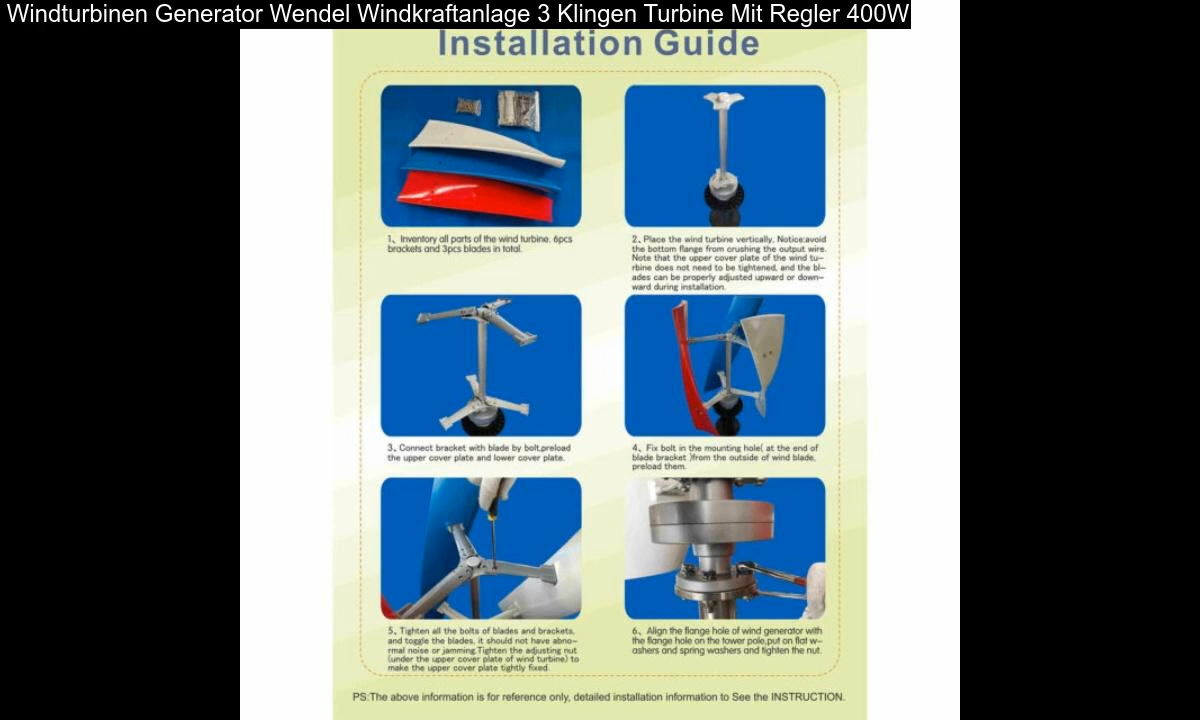 Windturbinen Generator Wendel Windkraftanlage 3 Klingen Turbine Mit Regler 400W
Installation Guide
1、Inventory all parts of the wind turbine. 6pcs
brackets and 3pcs blades in total.
2、Place the wind turbine vertically, Notice:avoid
the bottom flange from crushing the output wire.
Note that the upper cover plate of the wind tu-
rbine does not need to be tightened, and the bl-
ades can be properly adjusted upward or down-
ward during installation.
3、Connect bracket with blade by bolt,preload
the upper cover plate and lower cover plate.
4、Fix bolt in the mounting hole( at the end of
blade bracket )from the outside of wind blade,
preload them.
5、Tighten all the bolts of blades and brackets,
and toggle the blades, it should not have abno-
rmal noise or jamming.Tighten the adjusting nut
(under the upper cover plate of wind turbine) to
make the upper cover plate tightly fixed.
6、Align the flange hole of wind generator with
the flange hole on the tower pole,put on flat w-
ashers and spring washers and tighten the nut.
PS:The above information is for reference only, detailed installation information to See the INSTRUCTION.